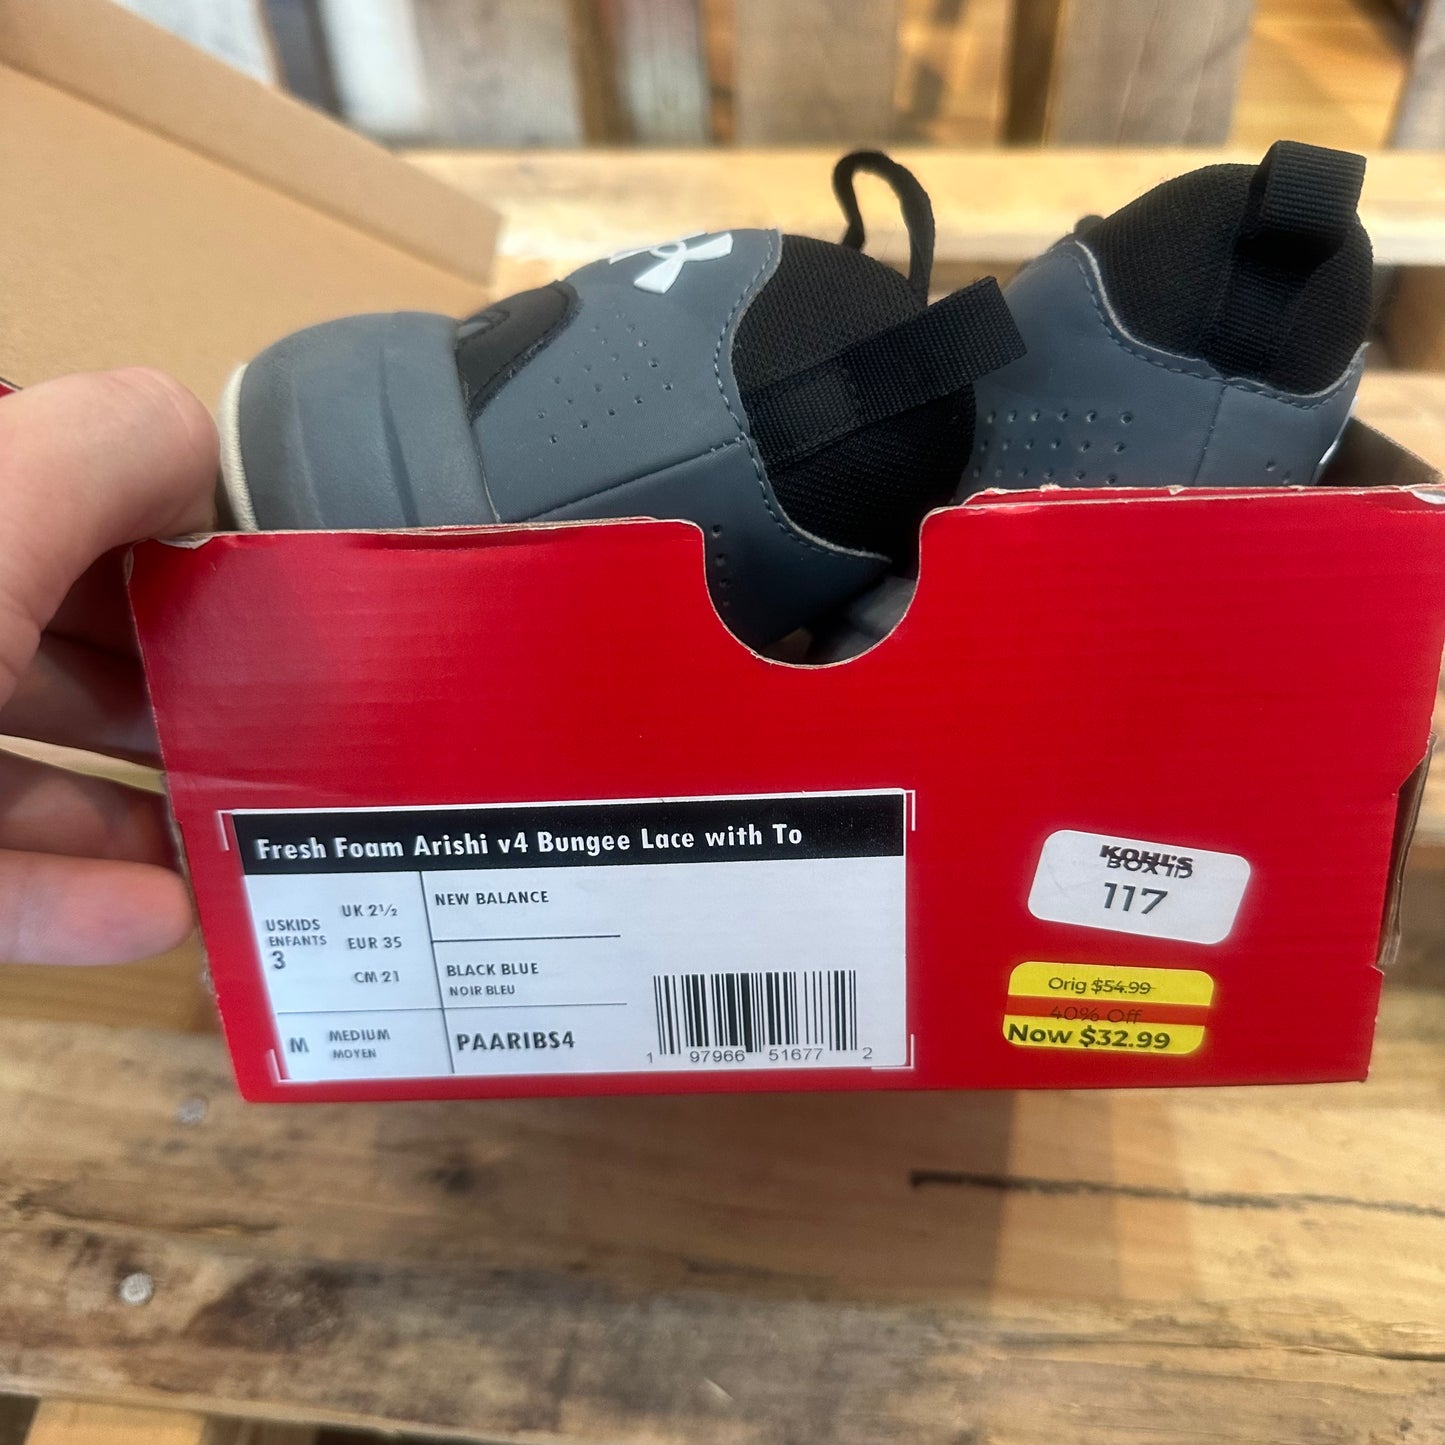 Fresh Foam Arishi v4 Bungee Lace with To
USKIDS
ENFANTS
3
UK 2½
EUR 35
CM 21
NEW BALANCE
BLACK BLUE
NOIR BLEU
M
MEDIUM
MOYEN
PAARIBS4
1 97966 51677 2
KOHL'S
BOX ID
117
Orig $54.99
40% Off
Now $32.99